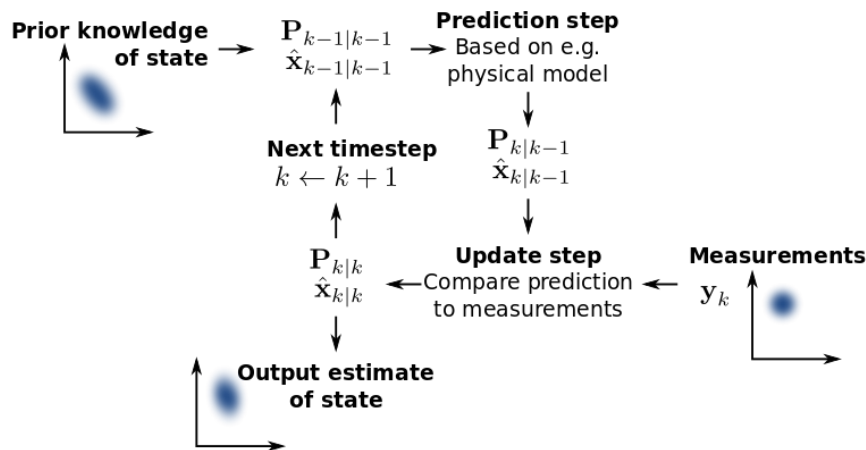 Prior knowledge
of state
P_{k-1|k-1}
x̂_{k-1|k-1}
Prediction step
Based on e.g.
physical model
P_{k|k-1}
x̂_{k|k-1}
Next timestep
k ← k + 1
P_{k|k}
x̂_{k|k}
Update step
Compare prediction
to measurements
Measurements
y_k
Output estimate
of state